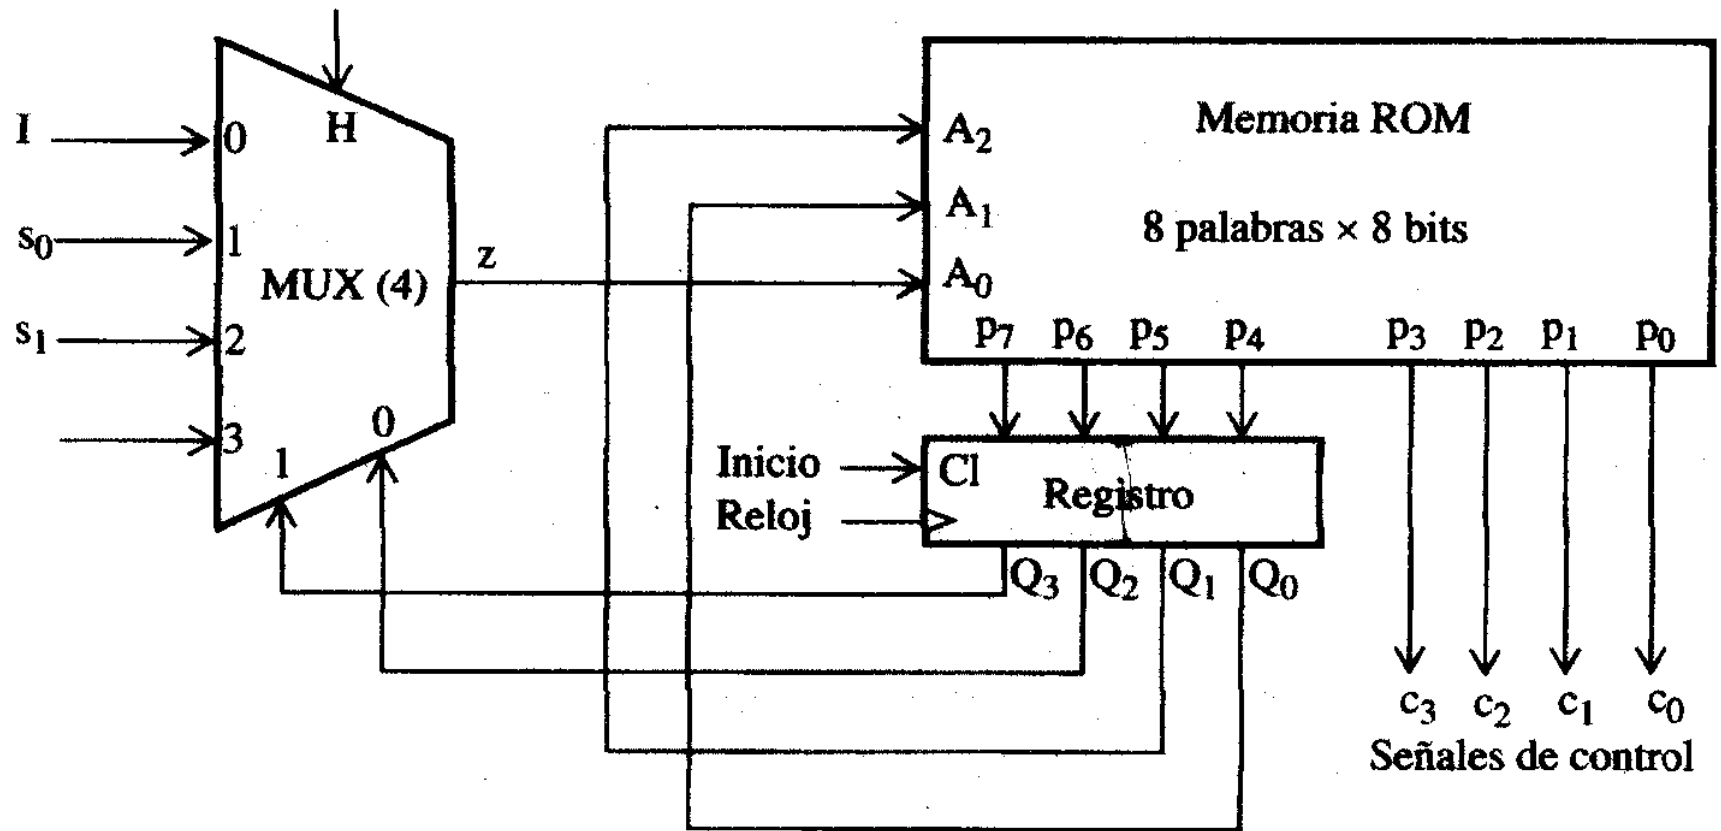 I
s0
s1
0
1
2
3
H
MUX (4)
1
0
z
Memoria ROM
8 palabras × 8 bits
A2
A1
A0
p7 p6 p5 p4 p3 p2 p1 p0
Inicio
Reloj
Cl
Registro
Q3 Q2 Q1 Q0
c3 c2 c1 c0
Señales de control